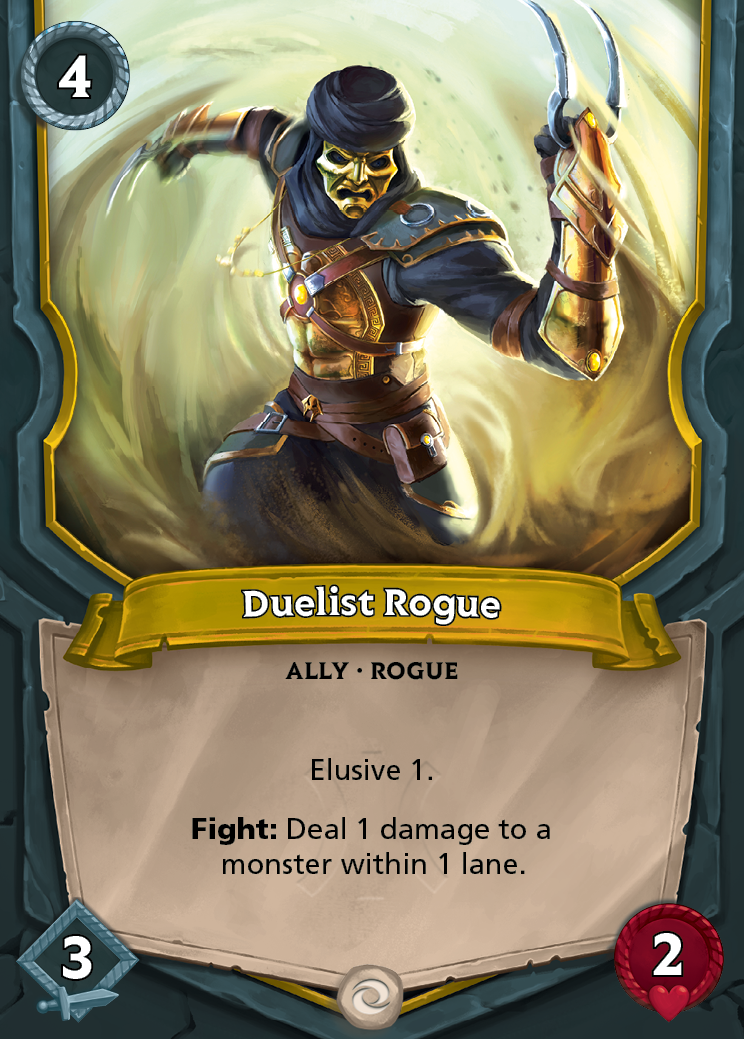 4
Duelist Rogue
ALLY · ROGUE
Elusive 1.
Fight: Deal 1 damage to a
monster within 1 lane.
3
2